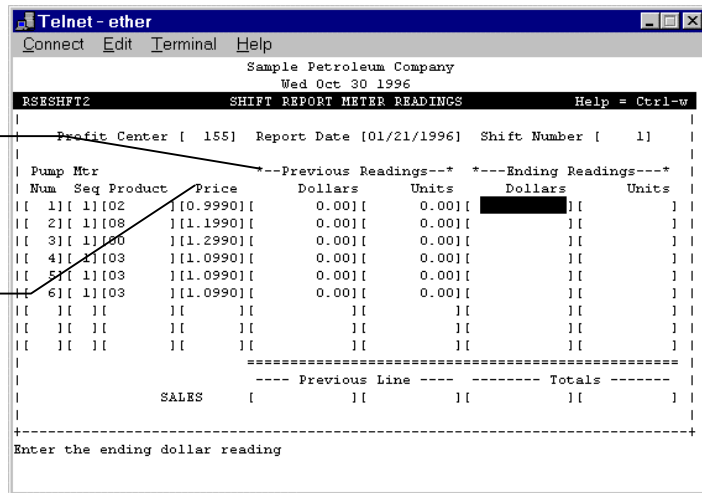 Telnet - ether
Connect Edit Terminal Help
Sample Petroleum Company
Wed Oct 30 1996
RSESHFT2 SHIFT REPORT METER READINGS Help = Ctrl-w
Profit Center [ 155] Report Date [01/21/1996] Shift Number [ 1]
Pump Mtr *--Previous Readings--* *---Ending Readings---*
Num Seq Product Price Dollars Units Dollars Units
[ 1][ 1][02 ][0.9990][ 0.00][ 0.00][ ][ ]
[ 2][ 1][08 ][1.1990][ 0.00][ 0.00][ ][ ]
[ 3][ 1][00 ][1.2990][ 0.00][ 0.00][ ][ ]
[ 4][ 1][03 ][1.0990][ 0.00][ 0.00][ ][ ]
[ 5][ 1][03 ][1.0990][ 0.00][ 0.00][ ][ ]
[ 6][ 1][03 ][1.0990][ 0.00][ 0.00][ ][ ]
[ ][ ][ ][ ][ ][ ][ ][ ]
[ ][ ][ ][ ][ ][ ][ ][ ]
[ ][ ][ ][ ][ ][ ][ ][ ]
==================================================
---- Previous Line ---- -------- Totals -------
SALES [ ][ ][ ][ ]
Enter the ending dollar reading